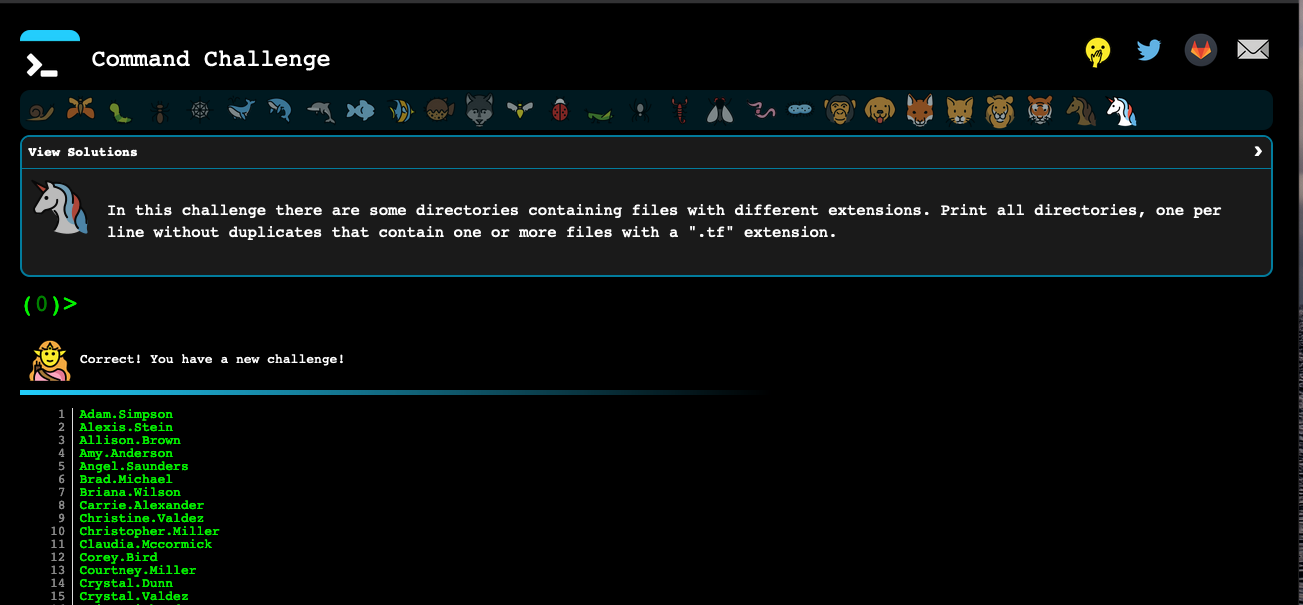 Command Challenge
View Solutions
In this challenge there are some directories containing files with different extensions. Print all directories, one per
line without duplicates that contain one or more files with a ".tf" extension.
(0)>
Correct! You have a new challenge!
1 Adam.Simpson
2 Alexis.Stein
3 Allison.Brown
4 Amy.Anderson
5 Angel.Saunders
6 Brad.Michael
7 Briana.Wilson
8 Carrie.Alexander
9 Christine.Valdez
10 Christopher.Miller
11 Claudia.Mccormick
12 Corey.Bird
13 Courtney.Miller
14 Crystal.Dunn
15 Crystal.Valdez